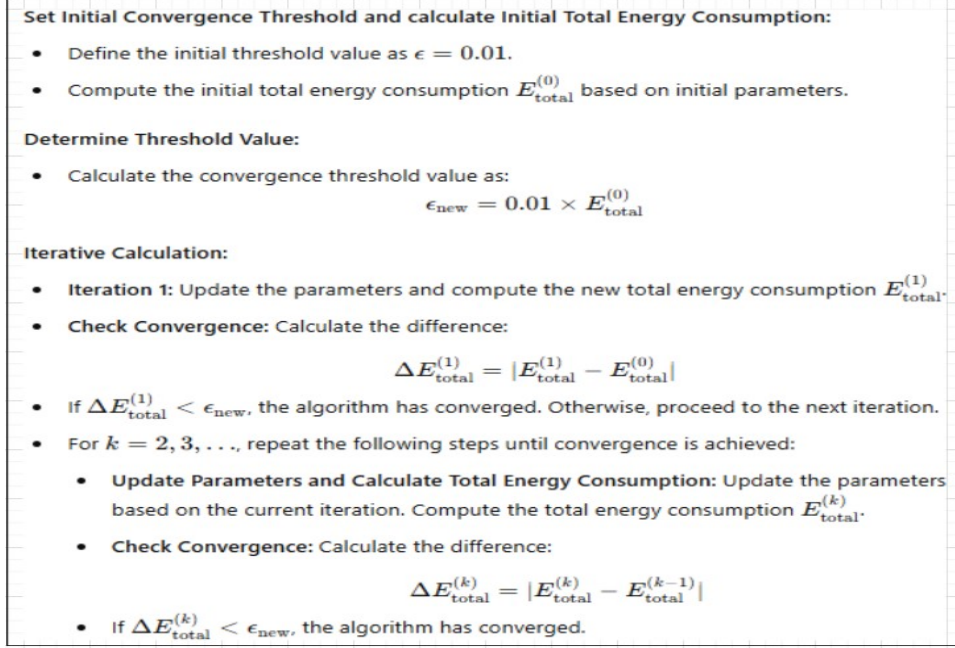 Set Initial Convergence Threshold and calculate Initial Total Energy Consumption:
• Define the initial threshold value as ϵ = 0.01.
• Compute the initial total energy consumption E_total^(0) based on initial parameters.
Determine Threshold Value:
• Calculate the convergence threshold value as:
ϵ_new = 0.01 × E_total^(0)
Iterative Calculation:
• Iteration 1: Update the parameters and compute the new total energy consumption E_total^(1).
• Check Convergence: Calculate the difference:
ΔE_total^(1) = |E_total^(1) − E_total^(0)|
• If ΔE_total^(1) < ϵ_new, the algorithm has converged. Otherwise, proceed to the next iteration.
• For k = 2, 3, . . ., repeat the following steps until convergence is achieved:
• Update Parameters and Calculate Total Energy Consumption: Update the parameters
based on the current iteration. Compute the total energy consumption E_total^(k).
• Check Convergence: Calculate the difference:
ΔE_total^(k) = |E_total^(k) − E_total^(k−1)|
• If ΔE_total^(k) < ϵ_new, the algorithm has converged.